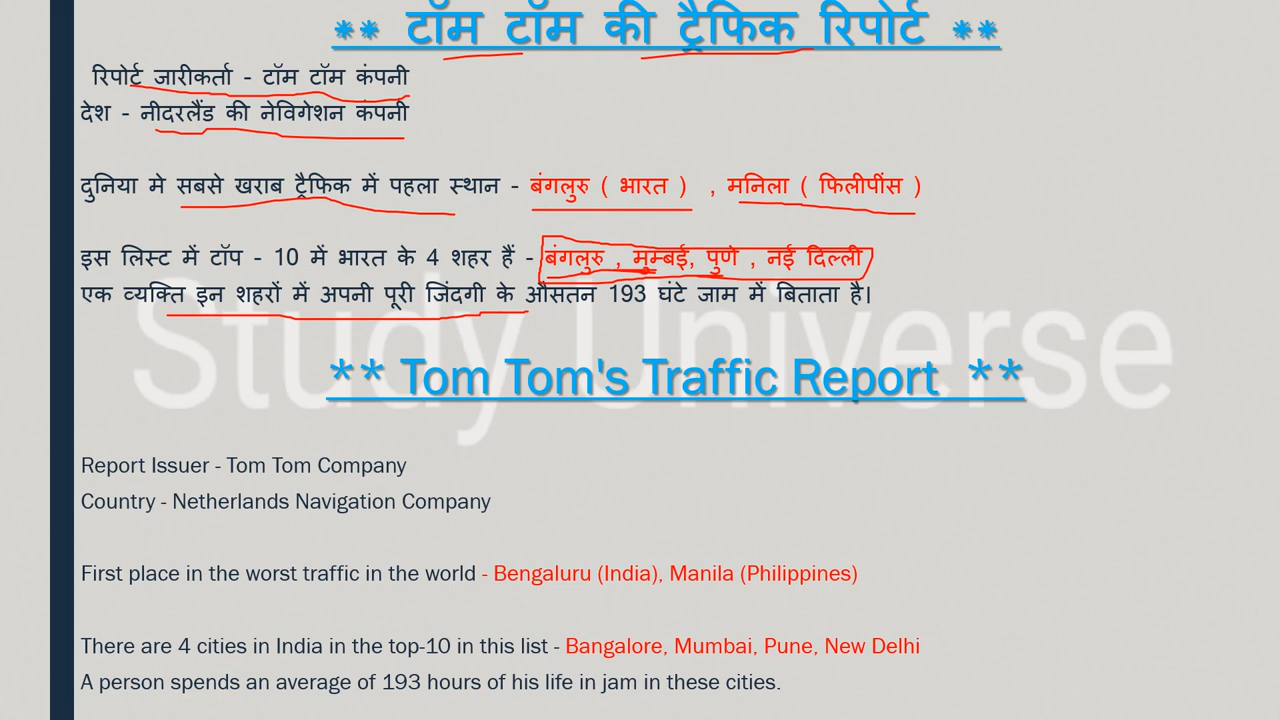 ** टॉम टॉम की ट्रैफिक रिपोर्ट **
रिपोर्ट जारीकर्ता - टॉम टॉम कंपनी
देश - नीदरलैंड की नेविगेशन कंपनी
दुनिया मे सबसे खराब ट्रैफिक में पहला स्थान - बंगलुरु ( भारत ) , मनिला ( फिलीपींस )
इस लिस्ट में टॉप - 10 में भारत के 4 शहर हैं - बंगलुरु , मुम्बई, पुणे , नई दिल्ली
एक व्यक्ति इन शहरों में अपनी पूरी जिंदगी के औसतन 193 घंटे जाम में बिताता है।
Study Universe
** Tom Tom's Traffic Report **
Report Issuer - Tom Tom Company
Country - Netherlands Navigation Company
First place in the worst traffic in the world - Bengaluru (India), Manila (Philippines)
There are 4 cities in India in the top-10 in this list - Bangalore, Mumbai, Pune, New Delhi
A person spends an average of 193 hours of his life in jam in these cities.